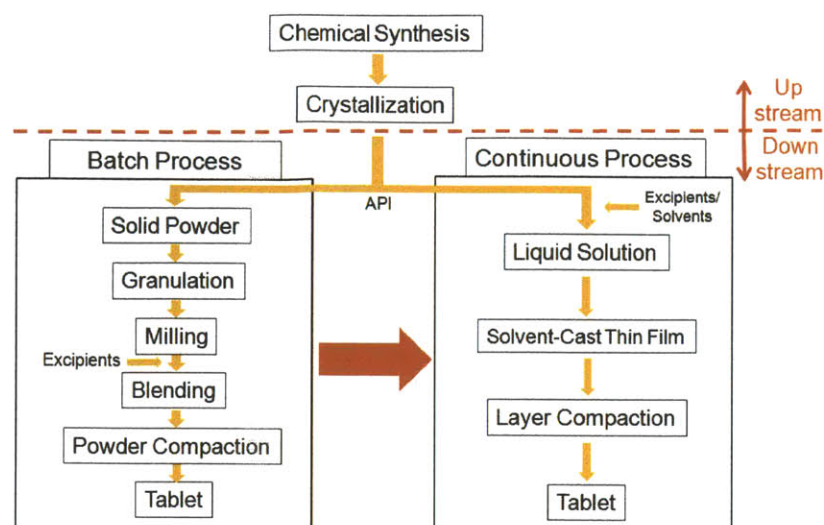 Chemical Synthesis
Crystallization
Up
stream
Down
stream
Batch Process
Continuous Process
API
Solid Powder
Granulation
Milling
Excipients
Blending
Powder Compaction
Tablet
Excipients/
Solvents
Liquid Solution
Solvent-Cast Thin Film
Layer Compaction
Tablet